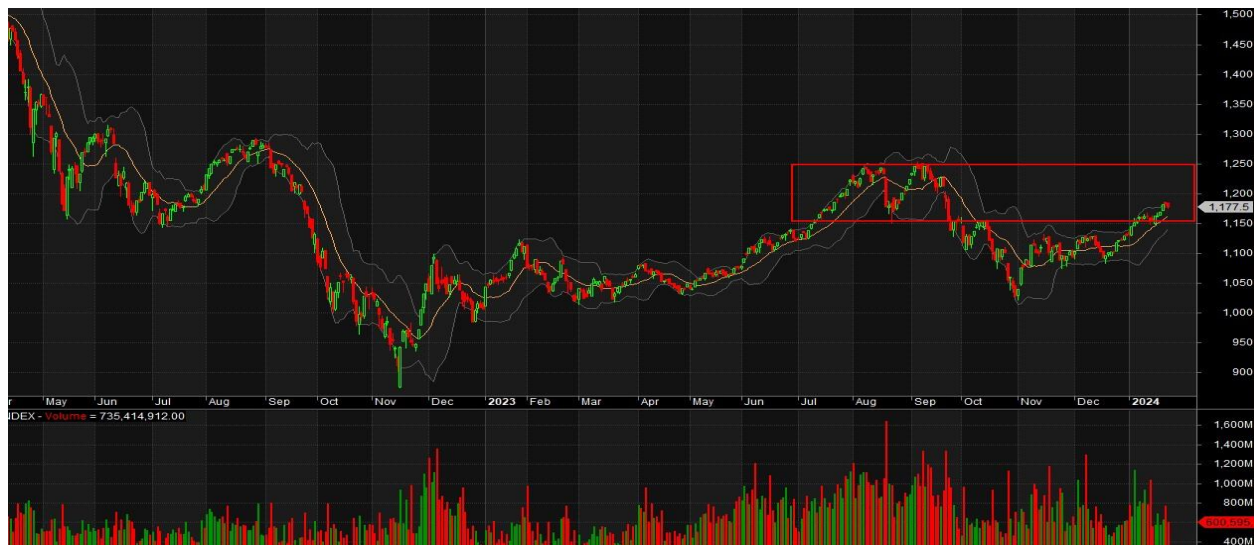 1,500
1,450
1,400
1,350
1,300
1,250
1,200
1,177.5
1,150
1,100
1,050
1,000
950
900
r May Jun Jul Aug Sep Oct Nov Dec 2023 Feb Mar Apr May Jun Jul Aug Sep Oct Nov Dec 2024
NDEX - Volume = 735,414,912.00
1,600M
1,400M
1,200M
1,000M
800M
600,595
400M